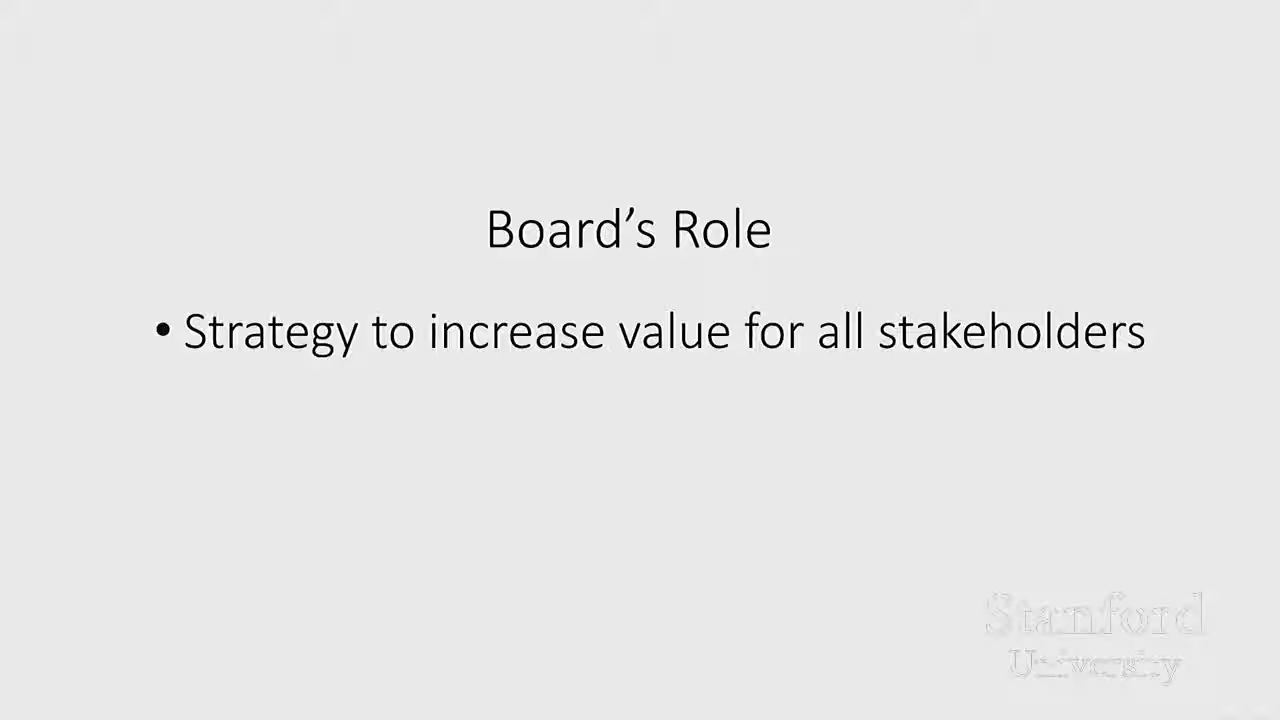 Board’s Role
• Strategy to increase value for all stakeholders
Stanford
University